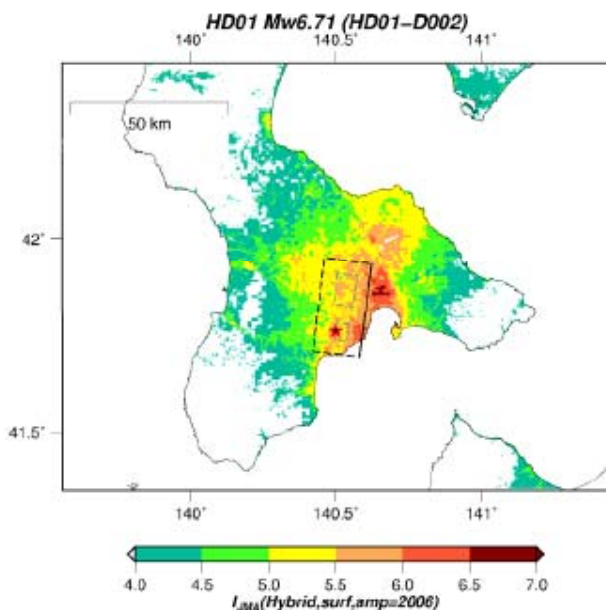 HD01 Mw6.71 (HD01−D002)
140˚ 140.5˚ 141˚
50 km
42˚
41.5˚
140˚ 140.5˚ 141˚
4.0 4.5 5.0 5.5 6.0 6.5 7.0
IJMA(Hybrid,surf,amp=2006)